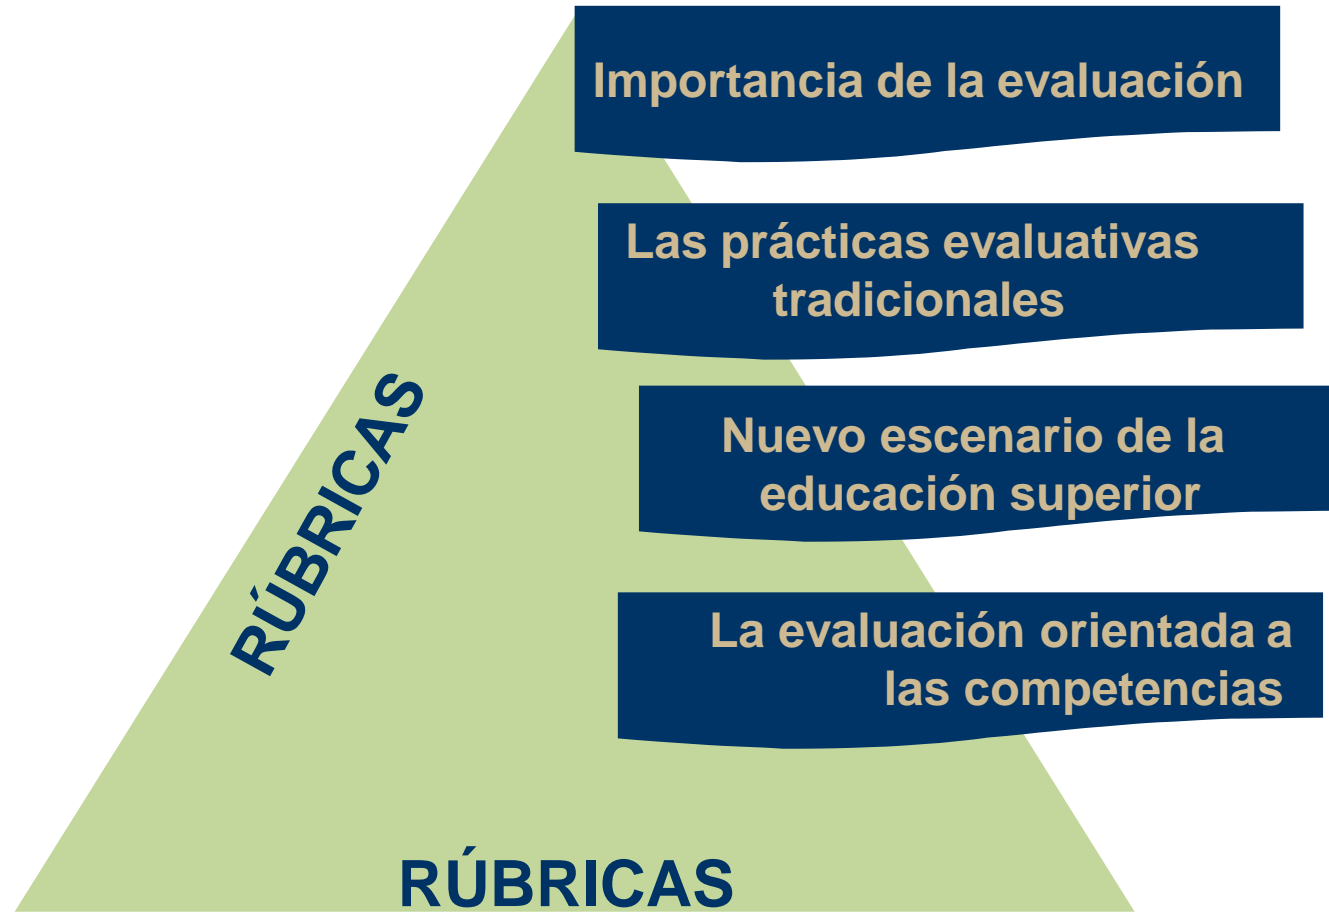 Importancia de la evaluación
Las prácticas evaluativas
tradicionales
Nuevo escenario de la
educación superior
La evaluación orientada a
las competencias
RÚBRICAS
RÚBRICAS